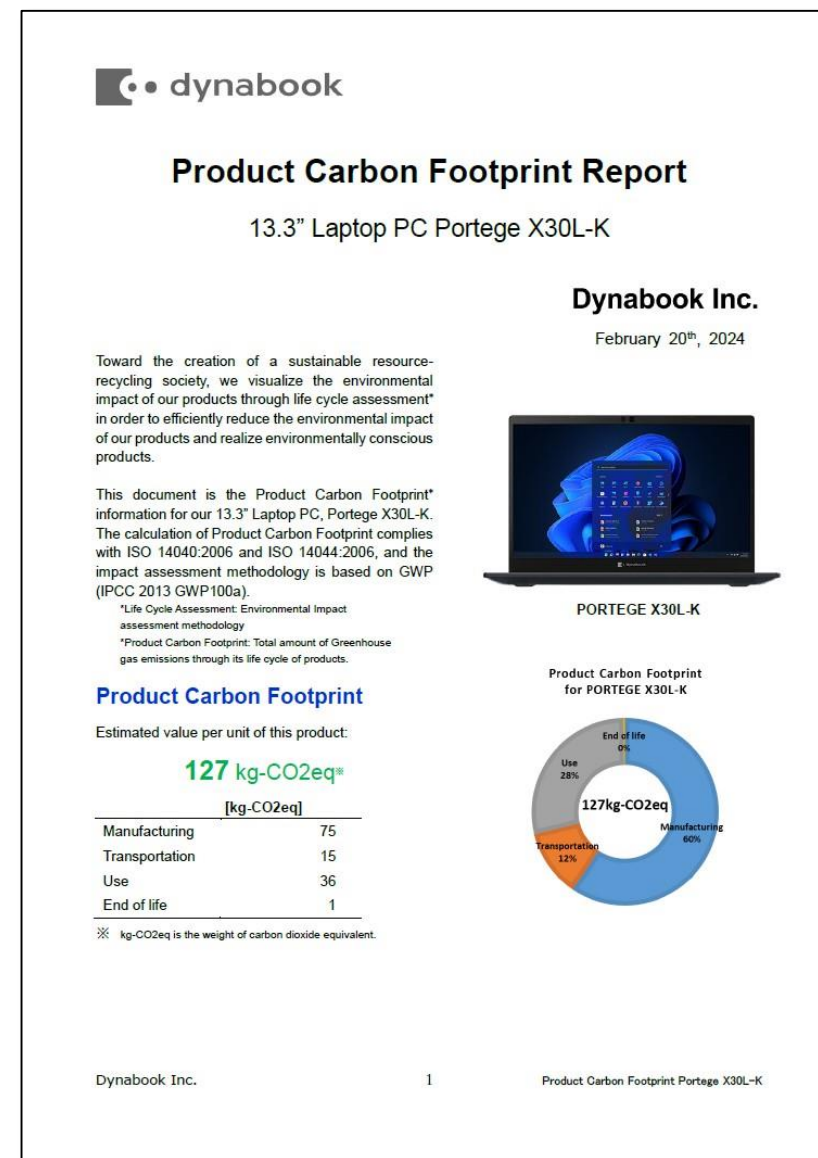 dynabook
Product Carbon Footprint Report
13.3” Laptop PC Portege X30L-K
Dynabook Inc.
February 20th, 2024
Toward the creation of a sustainable resource-
recycling society, we visualize the environmental
impact of our products through life cycle assessment*
in order to efficiently reduce the environmental impact
of our products and realize environmentally conscious
products.
This document is the Product Carbon Footprint*
information for our 13.3” Laptop PC, Portege X30L-K.
The calculation of Product Carbon Footprint complies
with ISO 14040:2006 and ISO 14044:2006, and the
impact assessment methodology is based on GWP
(IPCC 2013 GWP100a).
*Life Cycle Assessment: Environmental Impact
assessment methodology
*Product Carbon Footprint: Total amount of Greenhouse
gas emissions through its life cycle of products.
PORTEGE X30L-K
Product Carbon Footprint
Estimated value per unit of this product:
127 kg-CO2eq※
[kg-CO2eq]
Manufacturing 75
Transportation 15
Use 36
End of life 1
※ kg-CO2eq is the weight of carbon dioxide equivalent.
Product Carbon Footprint
for PORTEGE X30L-K
End of life
0%
Use
28%
127kg-CO2eq
Manufacturing
60%
Transportation
12%
Dynabook Inc. 1 Product Carbon Footprint Portege X30L-K